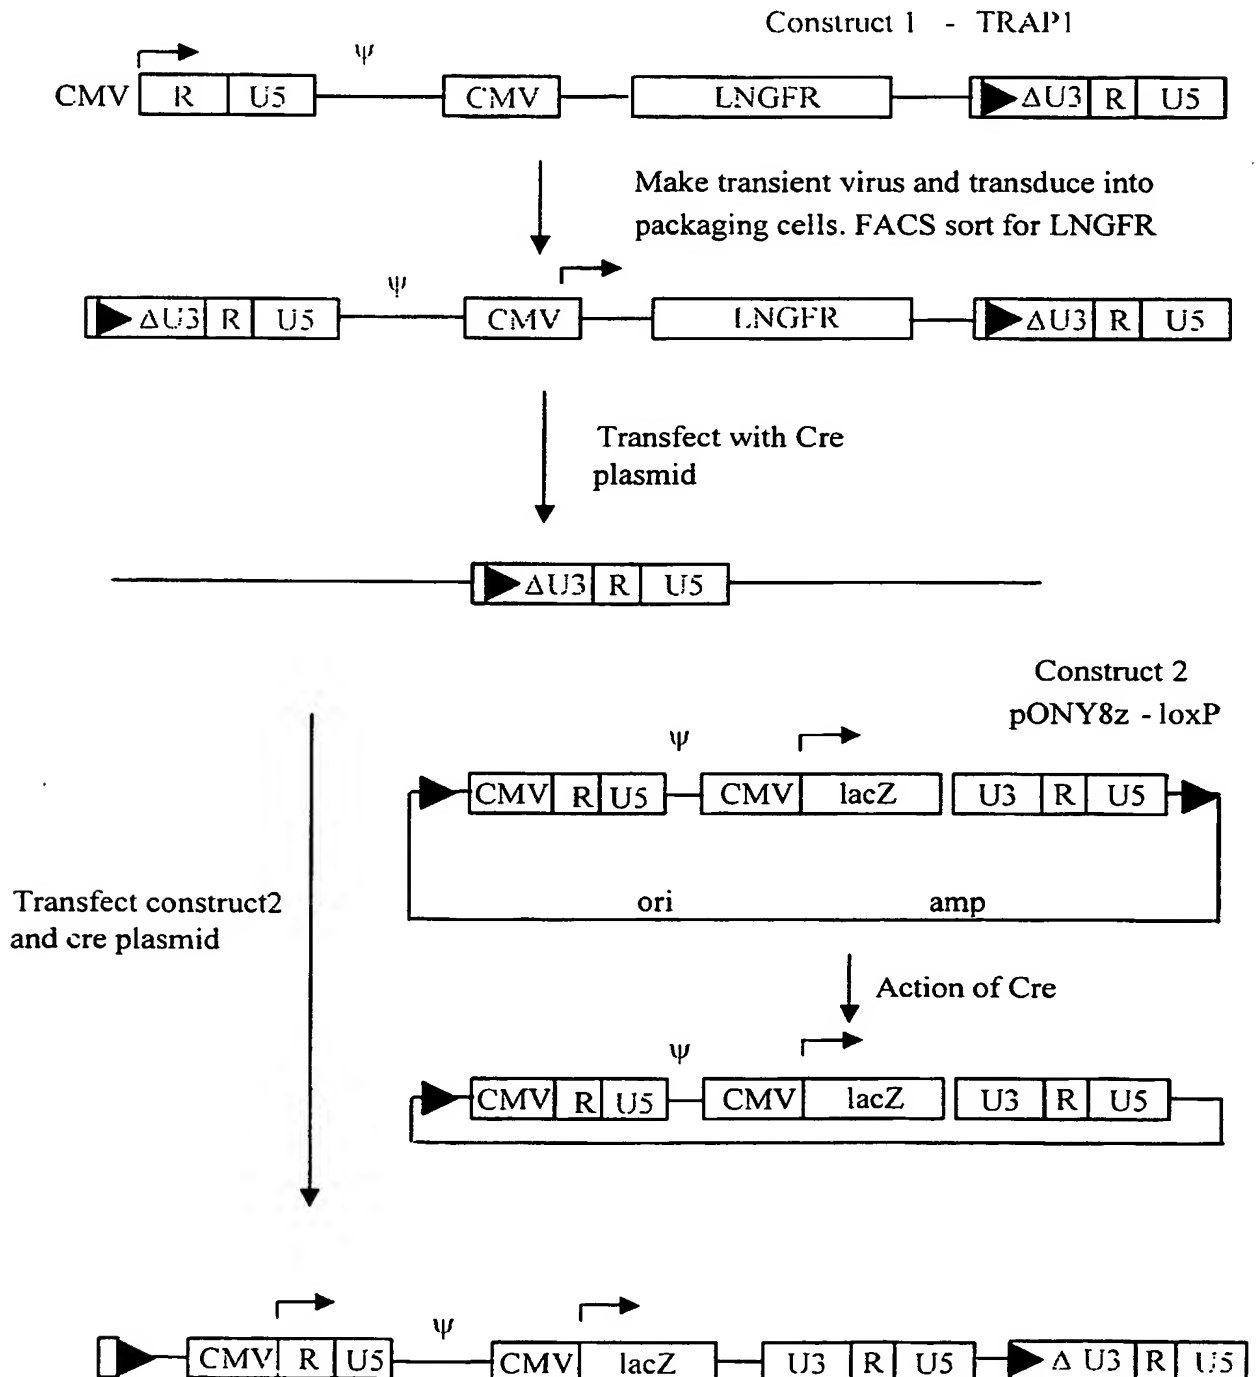 Construct 1 - TRAP1
ψ
CMV R U5 CMV LNGFR ΔU3 R U5
Make transient virus and transduce into
packaging cells. FACS sort for LNGFR
ψ
ΔU3 R U5 CMV LNGFR ΔU3 R U5
Transfect with Cre
plasmid
ΔU3 R U5
Construct 2
pONY8z - loxP
ψ
CMV R U5 CMV lacZ U3 R U5
ori amp
Transfect construct2
and cre plasmid
Action of Cre
ψ
CMV R U5 CMV lacZ U3 R U5
ψ
CMV R U5 CMV lacZ U3 R U5 Δ U3 R U5